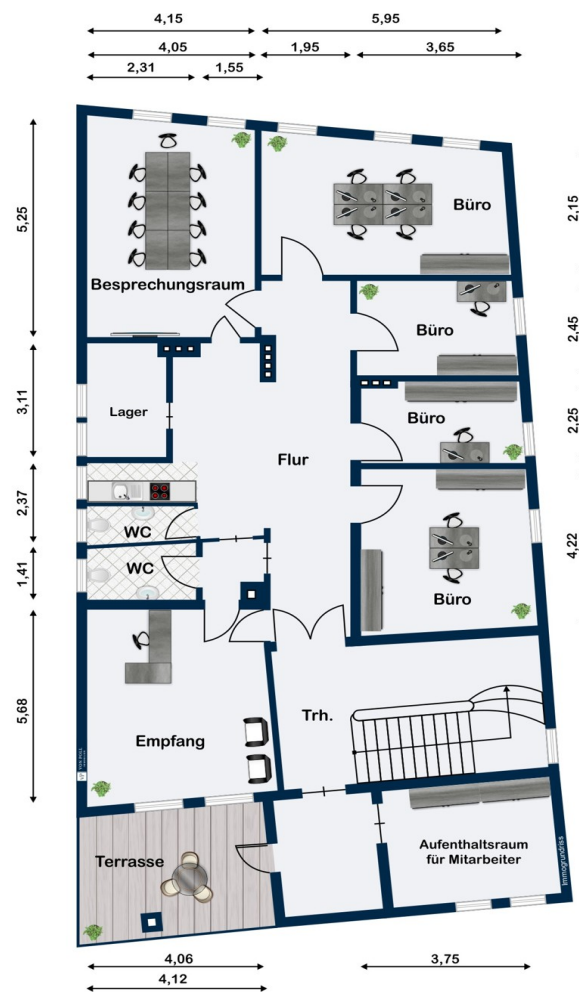 4,15
5,95
4,05
1,95
3,65
2,31
1,55
5,25
2,15
Büro
Besprechungsraum
Büro
2,45
3,11
Lager
Büro
2,25
Flur
2,37
WC
4,22
1,41
WC
Büro
5,68
Trh.
Empfang
Aufenthaltsraum
für Mitarbeiter
Terrasse
Immogrundriss
4,06
3,75
4,12